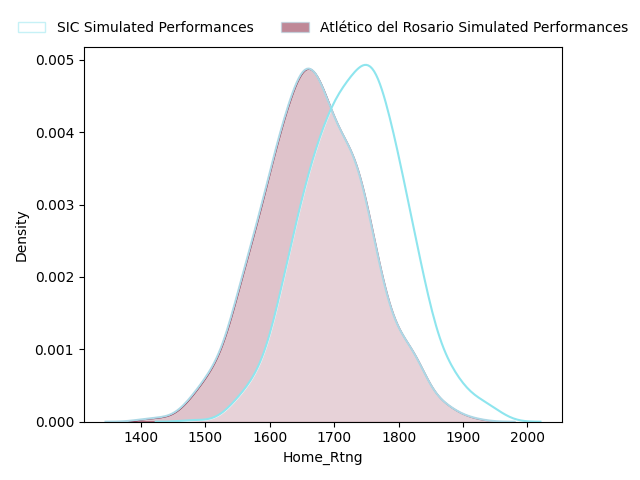 SIC Simulated Performances
Atlético del Rosario Simulated Performances
0.005
0.004
0.003
0.002
0.001
0.000
Density
1400 1500 1600 1700 1800 1900 2000
Home_Rtng